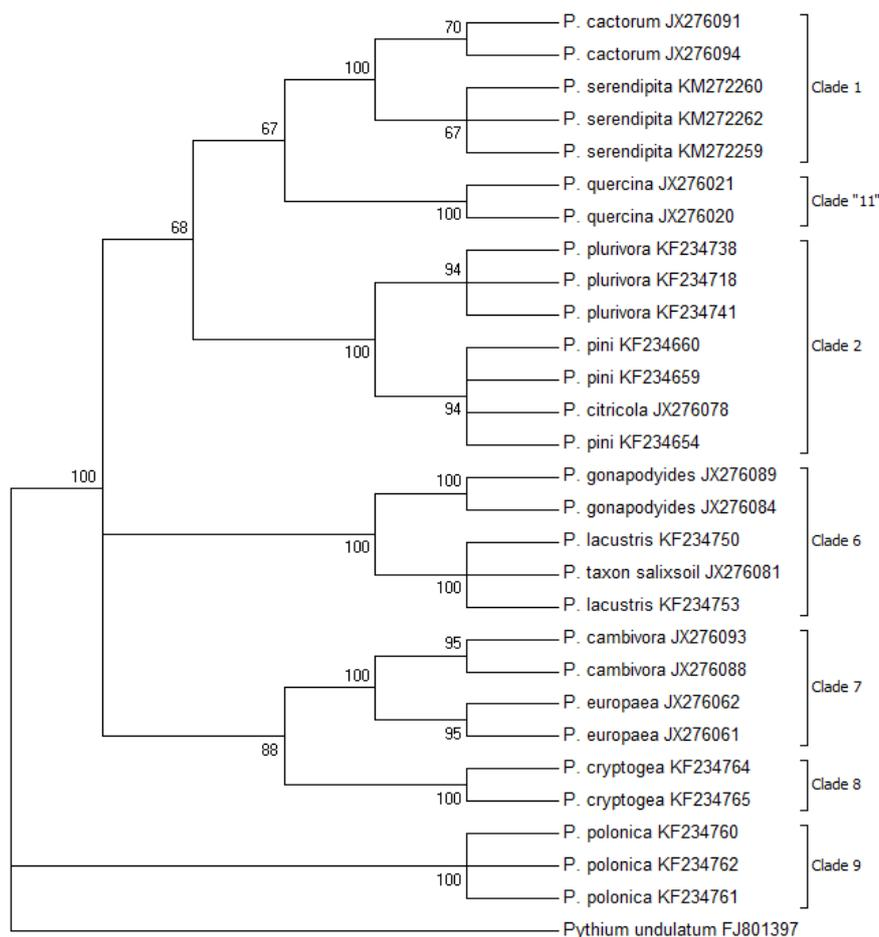 70
P. cactorum JX276091
P. cactorum JX276094
100
P. serendipita KM272260
Clade 1
P. serendipita KM272262
67
67
P. serendipita KM272259
P. quercina JX276021
Clade "11"
100
P. quercina JX276020
68
P. plurivora KF234738
94
P. plurivora KF234718
P. plurivora KF234741
100
P. pini KF234660
Clade 2
P. pini KF234659
94
P. citricola JX276078
P. pini KF234654
100
100
P. gonapodyides JX276089
P. gonapodyides JX276084
100
P. lacustris KF234750
Clade 6
P. taxon salixsoil JX276081
100
P. lacustris KF234753
95
P. cambivora JX276093
P. cambivora JX276088
100
Clade 7
P. europaea JX276062
95
P. europaea JX276061
88
P. cryptogea KF234764
Clade 8
100
P. cryptogea KF234765
P. polonica KF234760
P. polonica KF234762
Clade 9
100
P. polonica KF234761
Pythium undulatum FJ801397